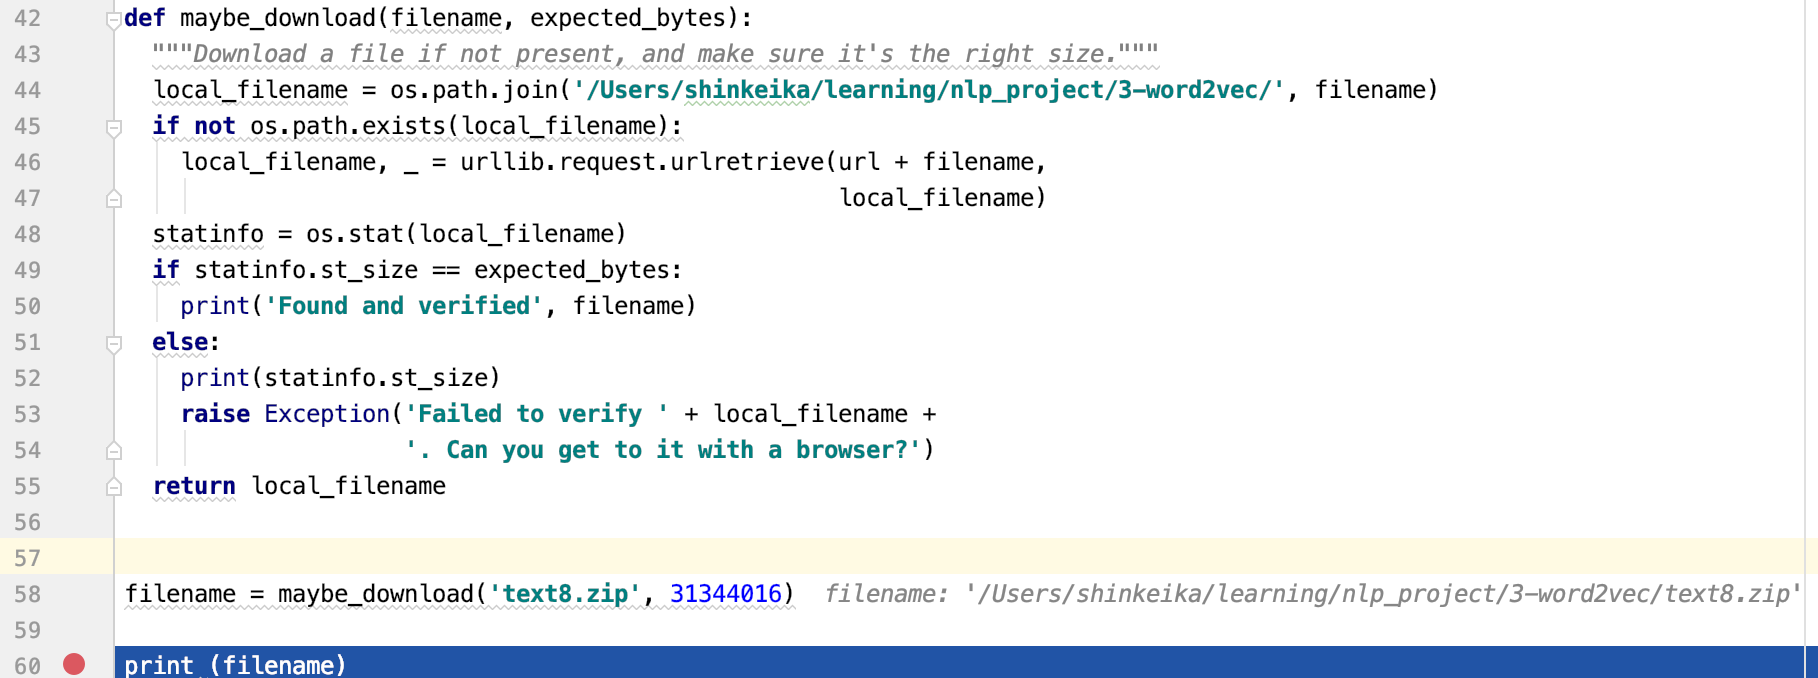 42 def maybe_download(filename, expected_bytes):
43   """Download a file if not present, and make sure it's the right size."""
44   local_filename = os.path.join('/Users/shinkeika/learning/nlp_project/3-word2vec/', filename)
45   if not os.path.exists(local_filename):
46     local_filename, _ = urllib.request.urlretrieve(url + filename,
47                                                    local_filename)
48   statinfo = os.stat(local_filename)
49   if statinfo.st_size == expected_bytes:
50     print('Found and verified', filename)
51   else:
52     print(statinfo.st_size)
53     raise Exception('Failed to verify ' + local_filename +
54                     '. Can you get to it with a browser?')
55   return local_filename
56
57
58 filename = maybe_download('text8.zip', 31344016)  filename: '/Users/shinkeika/learning/nlp_project/3-word2vec/text8.zip'
59
60 print (filename)